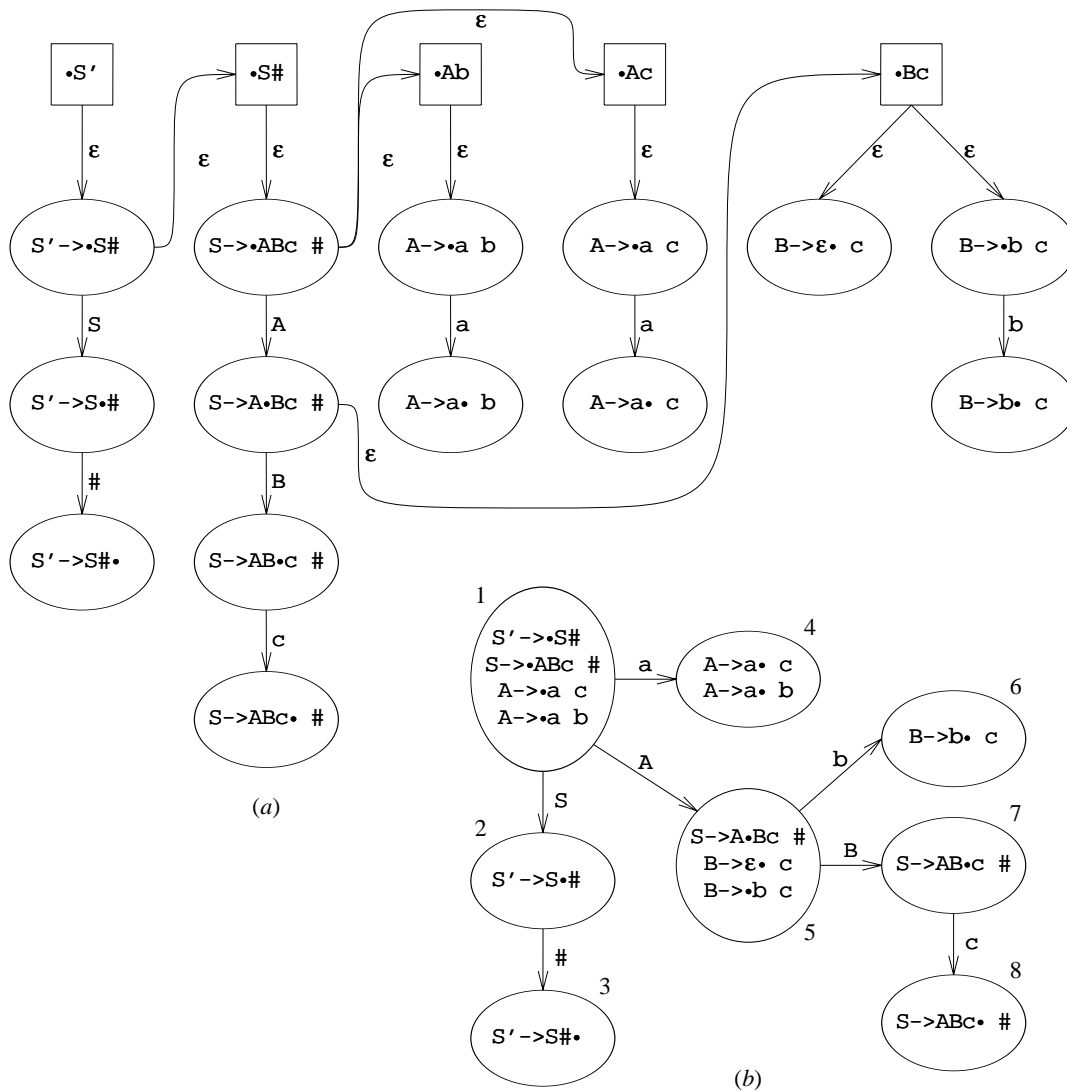 ε
•S' •S# •Ab •Ac •Bc
ε ε ε ε ε ε ε ε
S'->•S# S->•ABc # A->•a b A->•a c B->ε• c B->•b c
S A a a b
S'->S•# S->A•Bc # A->a• b A->a• c B->b• c
ε
# B
S'->S#• S->AB•c #
c
S->ABc• #
(a)
1
S'->•S#
S->•ABc #
A->•a c
A->•a b
a
4
A->a• c
A->a• b
A
S
2
S'->S•#
#
3
S'->S#•
5
S->A•Bc #
B->ε• c
B->•b c
b
6
B->b• c
B
7
S->AB•c #
c
8
S->ABc• #
(b)